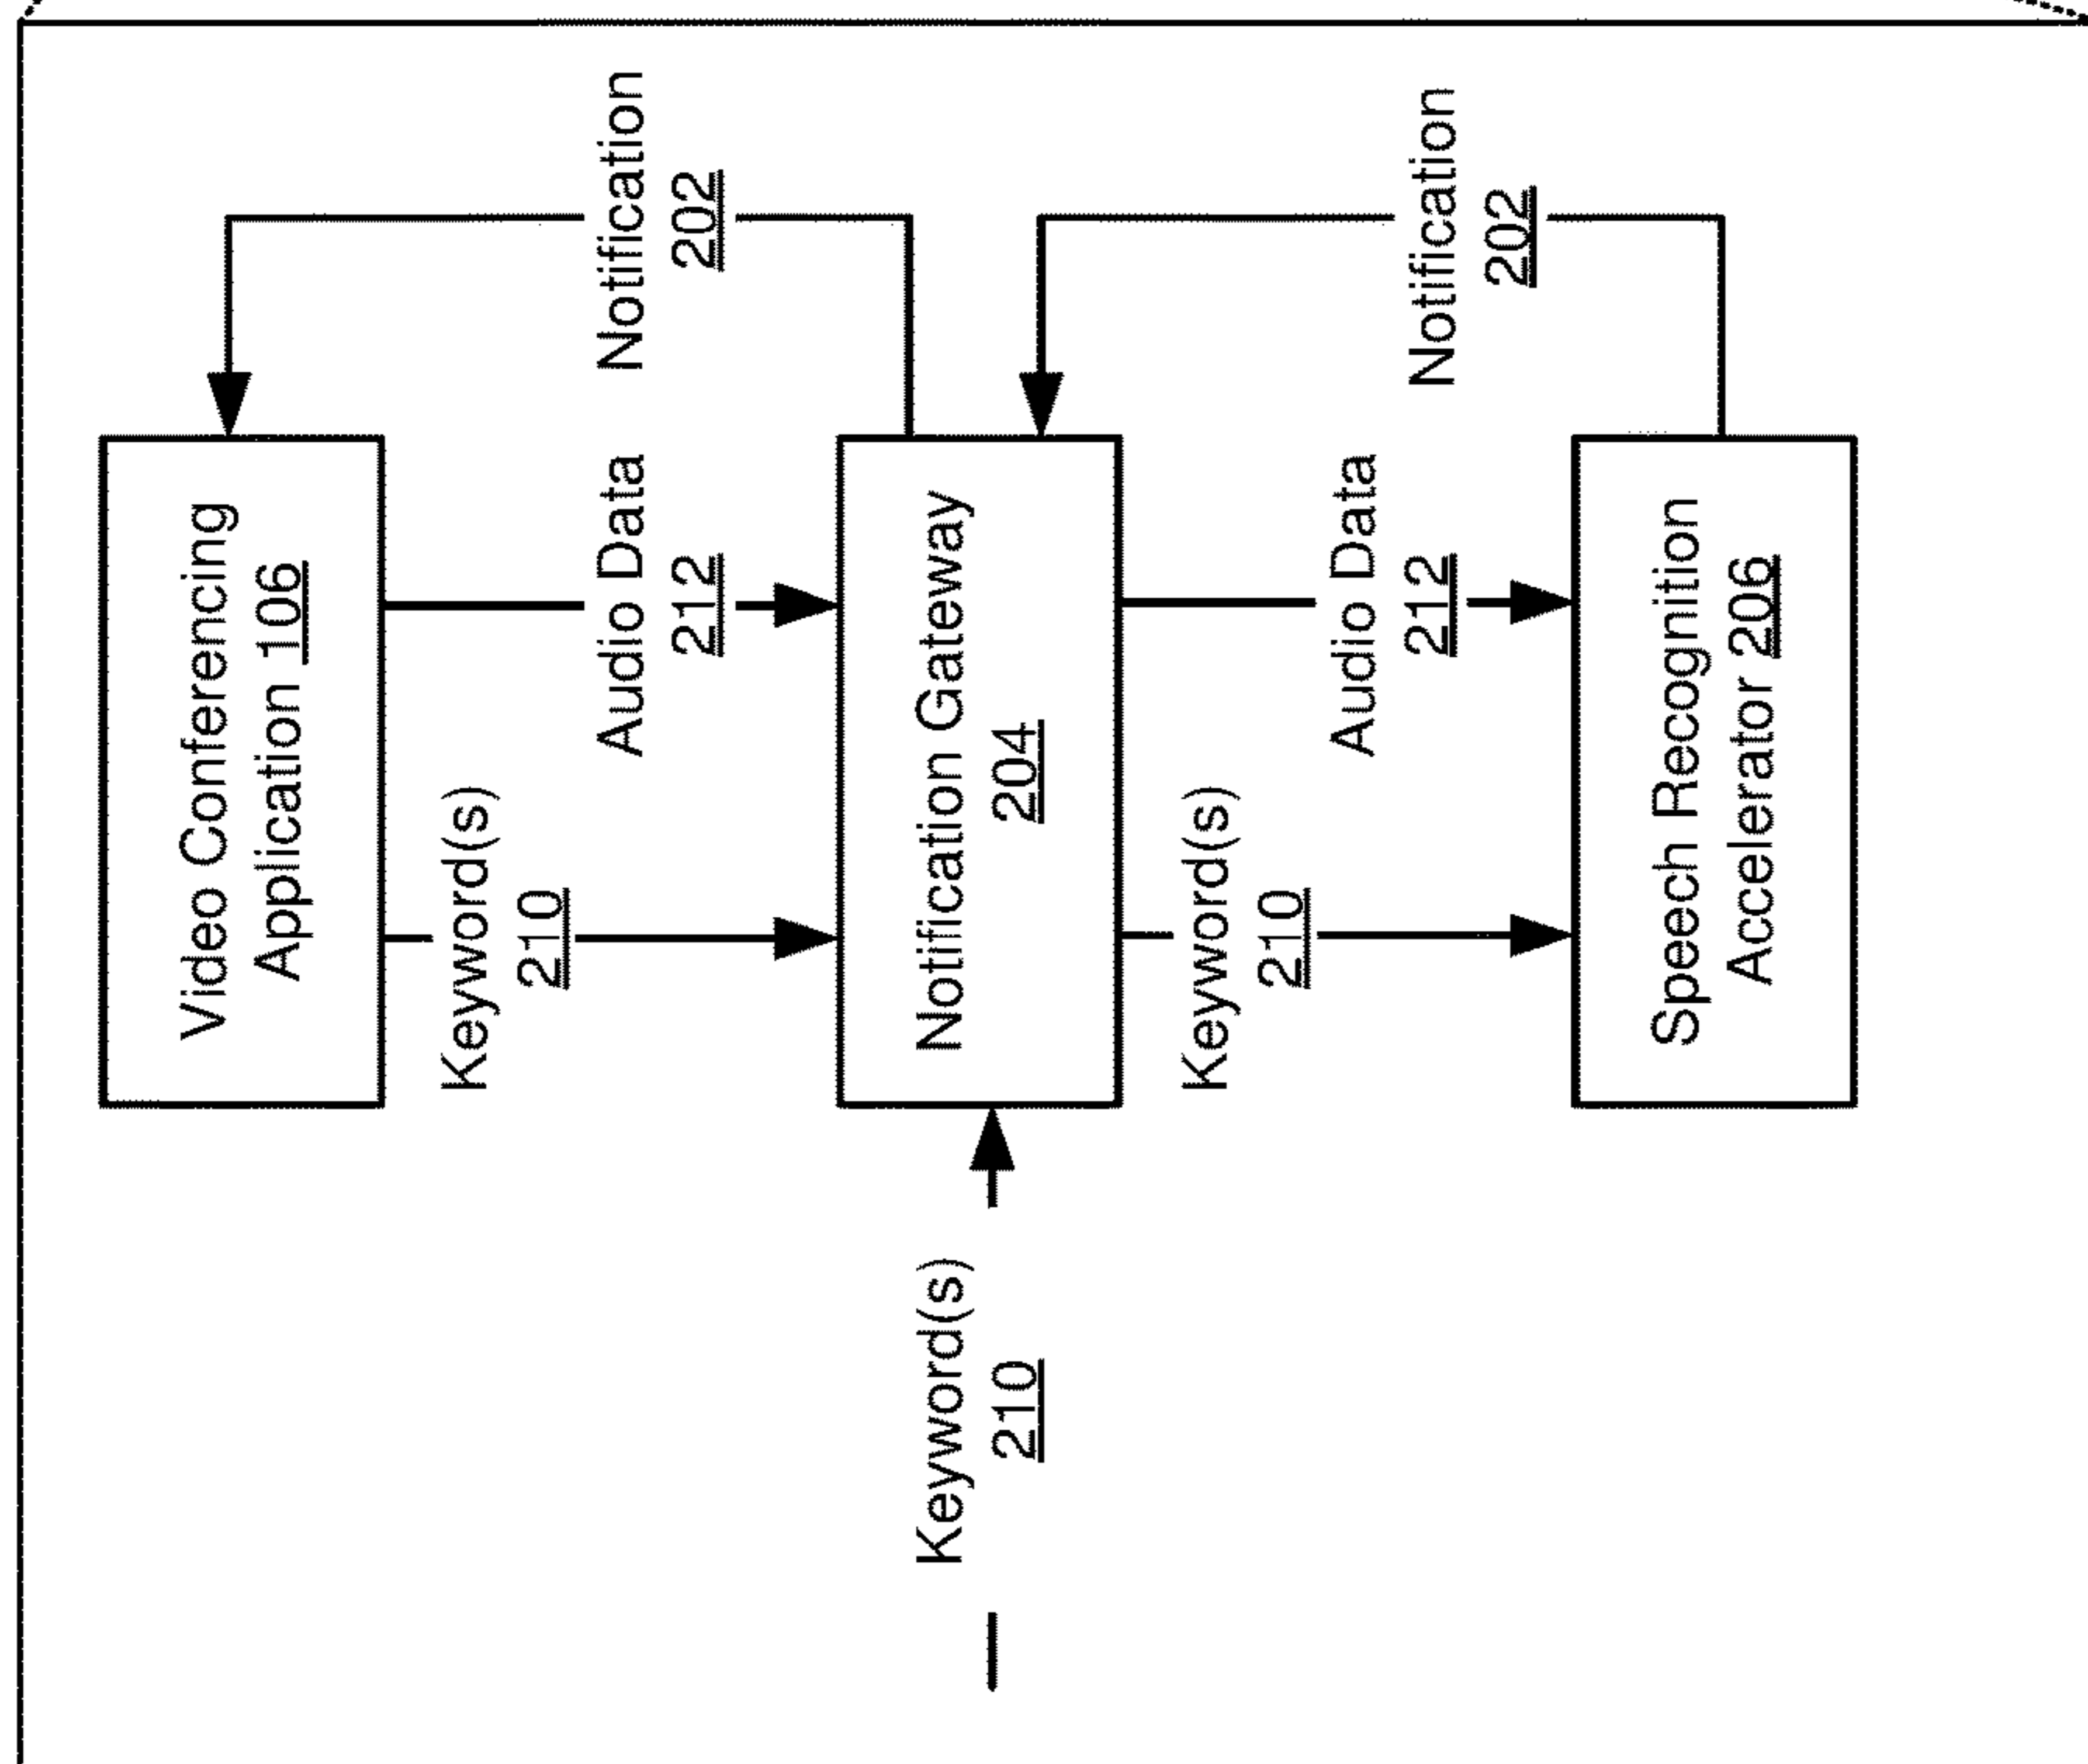 Video Conferencing
Application 106
Keyword(s)
210
Audio Data
212
Notification
202
Keyword(s)
210
Notification Gateway
204
Keyword(s)
210
Audio Data
212
Notification
202
Speech Recognition
Accelerator 206